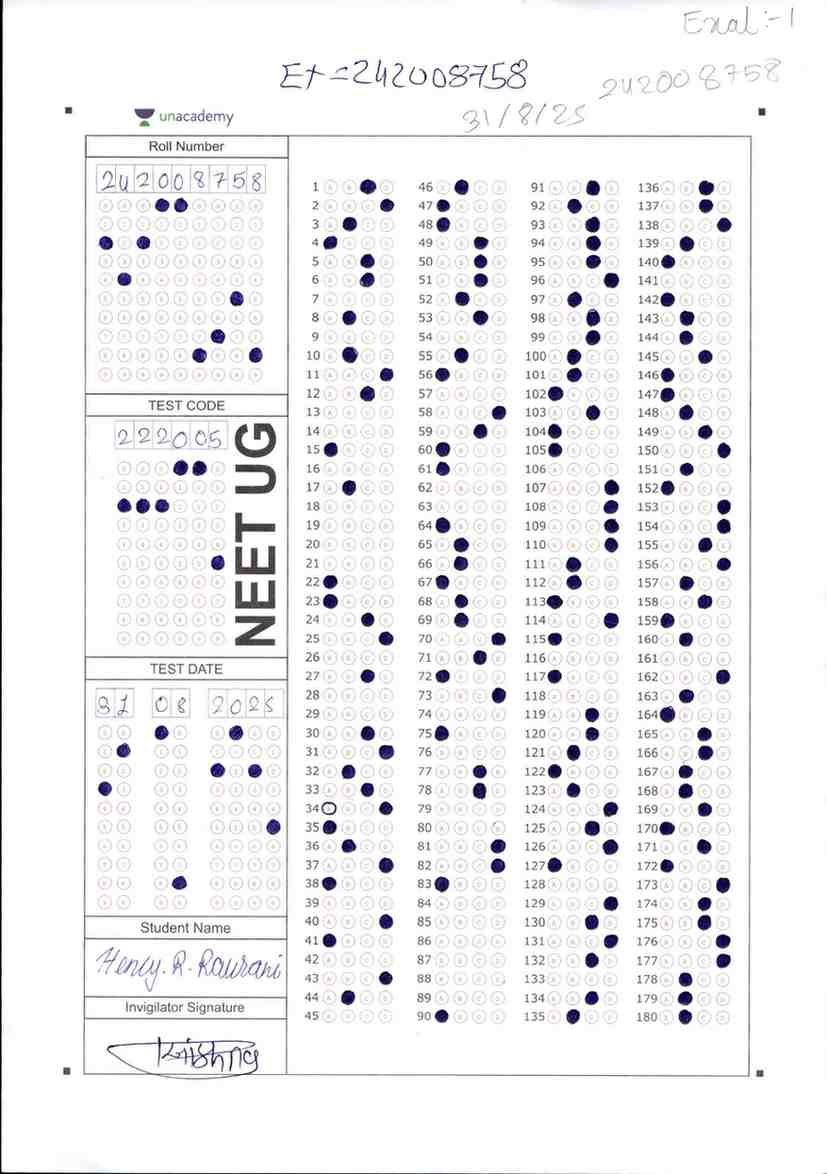 Exal :- 1
Et = 242008758
242008758
31/8/25
unacademy
Roll Number
242008758
TEST CODE
222005
NEET UG
TEST DATE
31 08 2025
Student Name
Invigilator Signature
Krishna
1 46 91 136
2 47 92 137
3 48 93 138
4 49 94 139
5 50 95 140
6 51 96 141
7 52 97 142
8 53 98 143
9 54 99 144
10 55 100 145
11 56 101 146
12 57 102 147
13 58 103 148
14 59 104 149
15 60 105 150
16 61 106 151
17 62 107 152
18 63 108 153
19 64 109 154
20 65 110 155
21 66 111 156
22 67 112 157
23 68 113 158
24 69 114 159
25 70 115 160
26 71 116 161
27 72 117 162
28 73 118 163
29 74 119 164
30 75 120 165
31 76 121 166
32 77 122 167
33 78 123 168
34 79 124 169
35 80 125 170
36 81 126 171
37 82 127 172
38 83 128 173
39 84 129 174
40 85 130 175
41 86 131 176
42 87 132 177
43 88 133 178
44 89 134 179
45 90 135 180